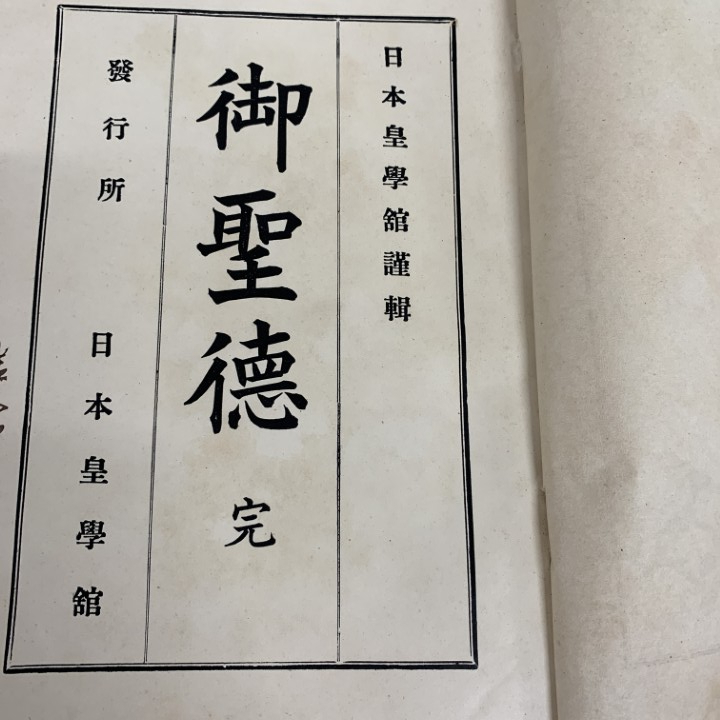 日本皇學舘謹輯
御聖德 完
發行所 日本皇學舘